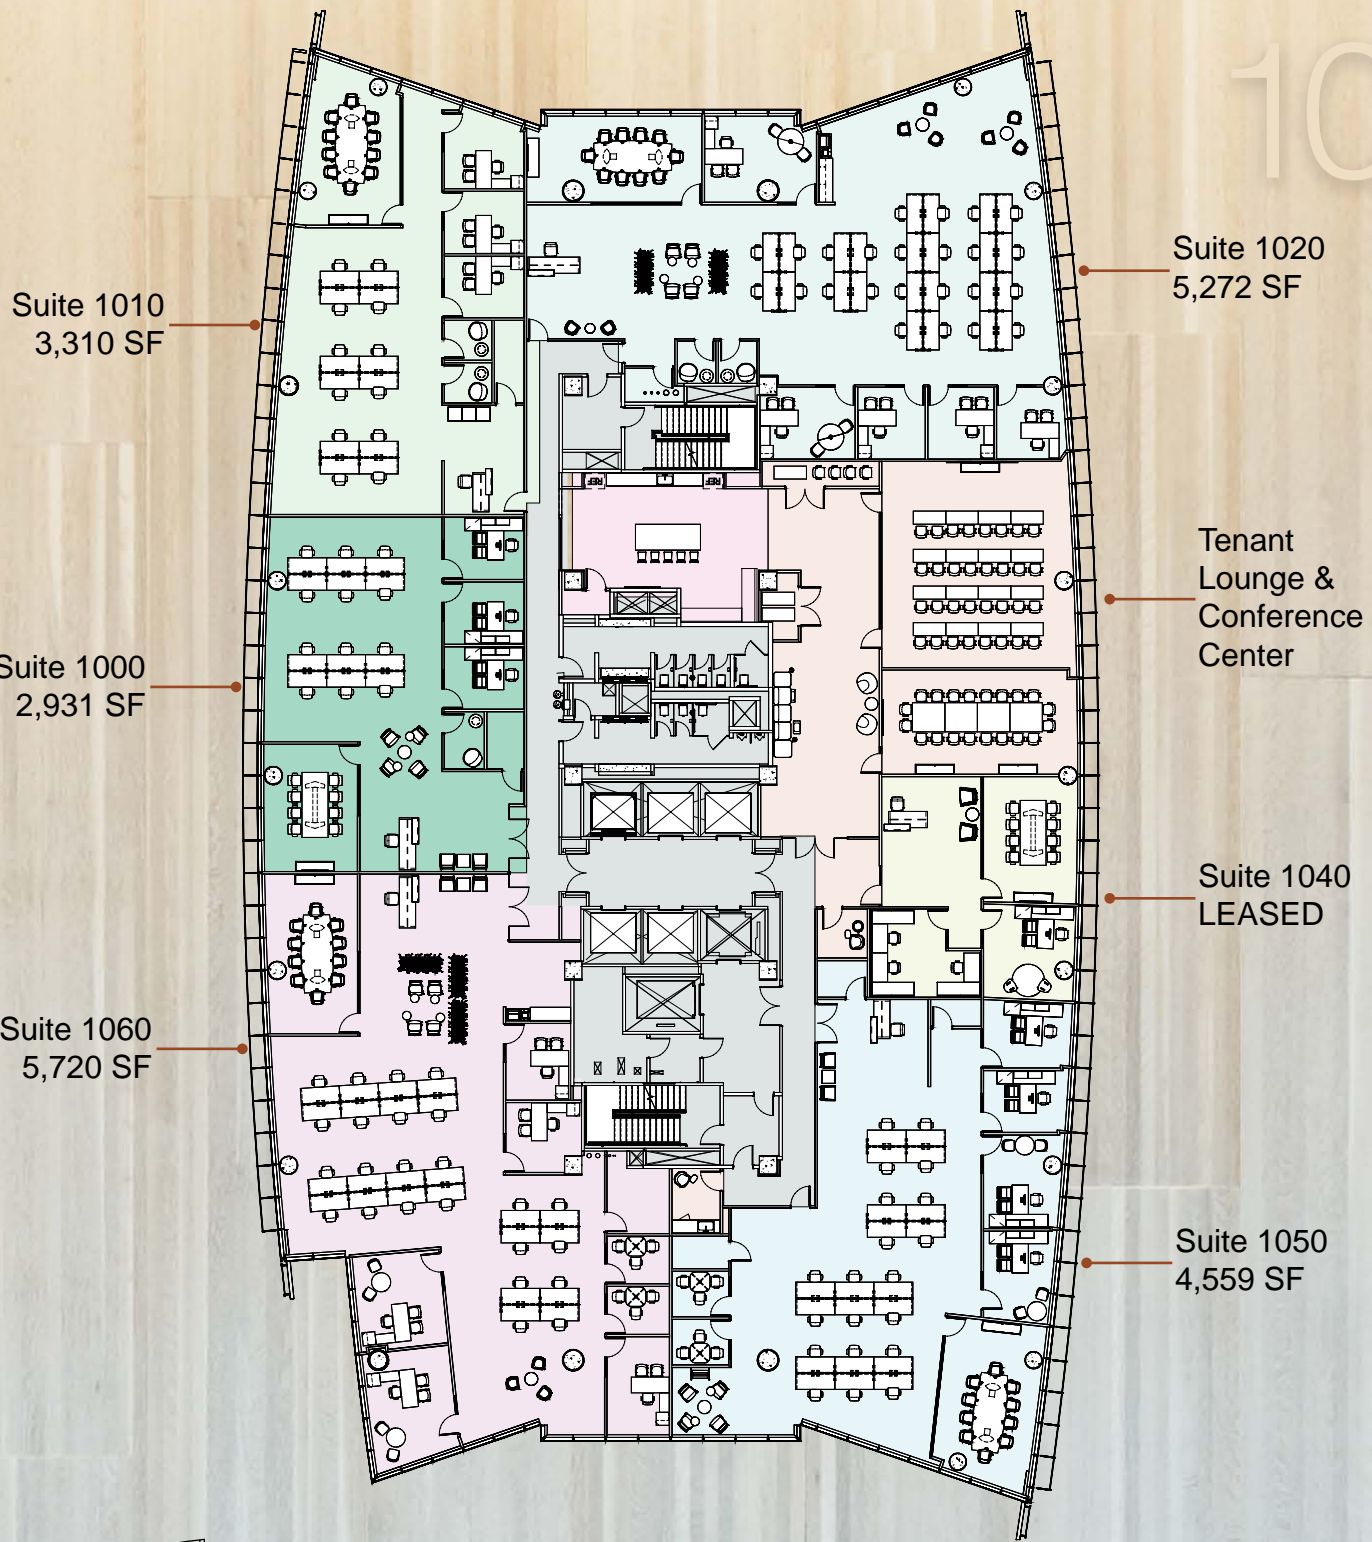 10
Suite 1020
5,272 SF
Suite 1010
3,310 SF
Tenant
Lounge &
Conference
Center
Suite 1000
2,931 SF
Suite 1040
LEASED
Suite 1060
5,720 SF
Suite 1050
4,559 SF